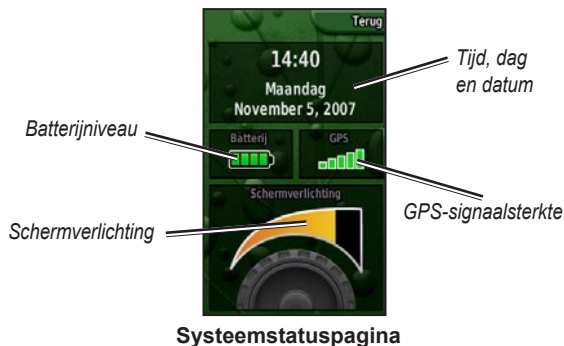 Terug
14:40
Maandag
November 5, 2007
Tijd, dag
en datum
Batterijniveau
Batterij
GPS
GPS-signaalsterkte
Schermverlichting
Schermverlichting
Systeemstatuspagina